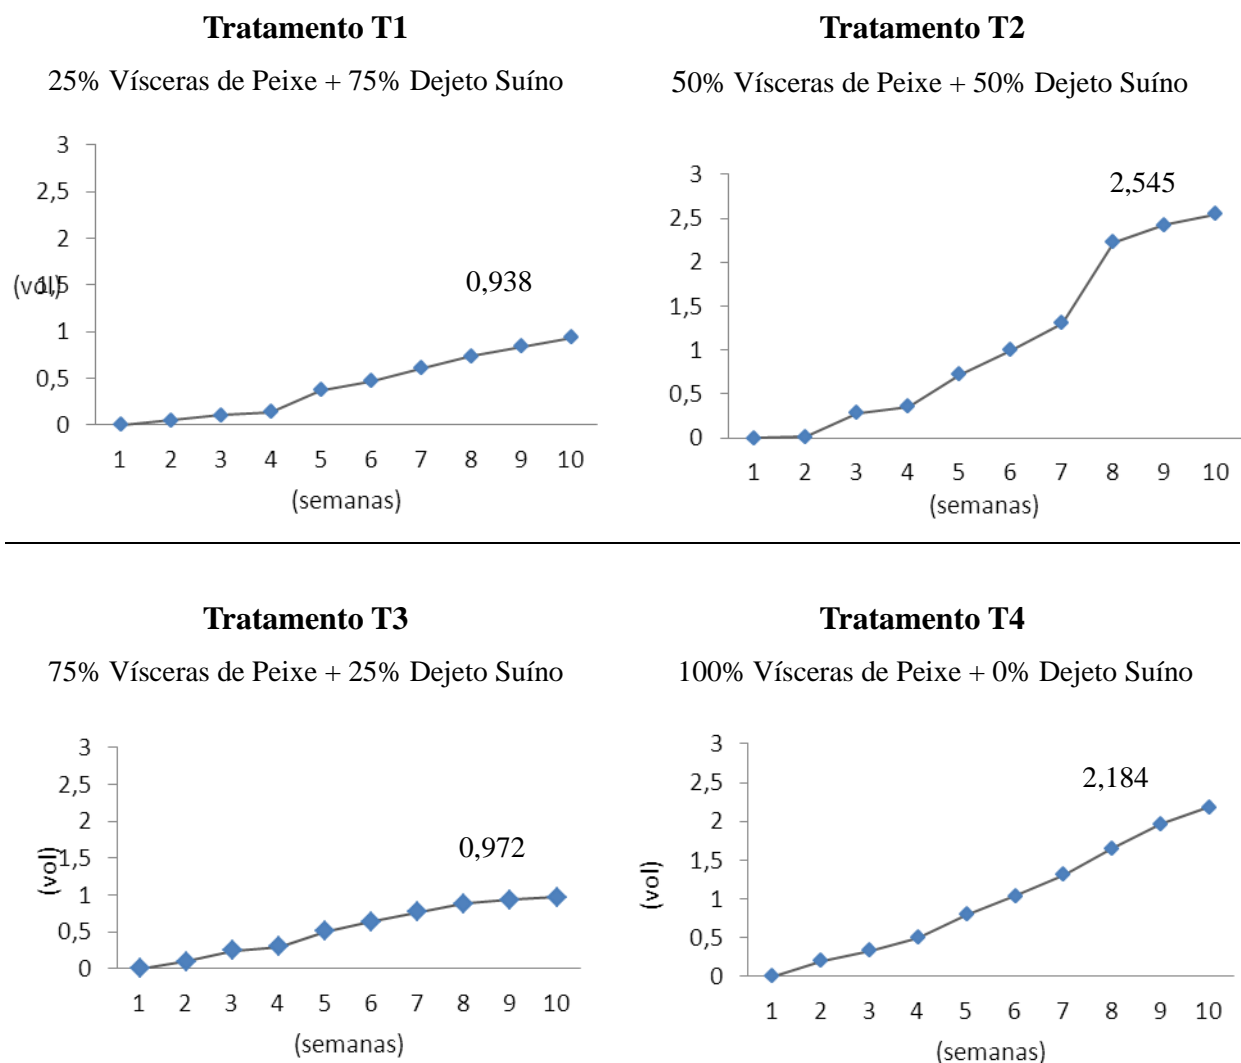 Tratamento T1
25% Vísceras de Peixe + 75% Dejeto Suíno
3
2,5
2
1,5
1
0,5
0
(vol)
0,938
1 2 3 4 5 6 7 8 9 10
(semanas)
Tratamento T2
50% Vísceras de Peixe + 50% Dejeto Suíno
3
2,5
2
1,5
1
0,5
0
2,545
1 2 3 4 5 6 7 8 9 10
(semanas)
Tratamento T3
75% Vísceras de Peixe + 25% Dejeto Suíno
3
2,5
2
1,5
1
0,5
0
(vol)
0,972
1 2 3 4 5 6 7 8 9 10
(semanas)
Tratamento T4
100% Vísceras de Peixe + 0% Dejeto Suíno
3
2,5
2
1,5
1
0,5
0
(vol)
2,184
1 2 3 4 5 6 7 8 9 10
(semanas)